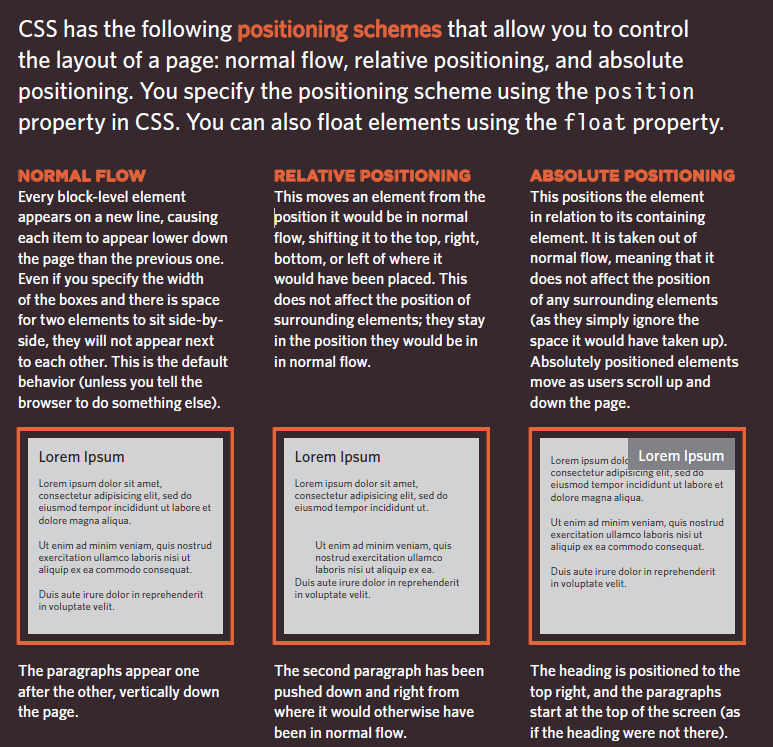 CSS has the following positioning schemes that allow you to control
the layout of a page: normal flow, relative positioning, and absolute
positioning. You specify the positioning scheme using the position
property in CSS. You can also float elements using the float property.
NORMAL FLOW
Every block-level element
appears on a new line, causing
each item to appear lower down
the page than the previous one.
Even if you specify the width
of the boxes and there is space
for two elements to sit side-by-
side, they will not appear next
to each other. This is the default
behavior (unless you tell the
browser to do something else).
Lorem Ipsum
Lorem ipsum dolor sit amet,
consectetur adipisicing elit, sed do
eiusmod tempor incididunt ut labore et
dolore magna aliqua.
Ut enim ad minim veniam, quis nostrud
exercitation ullamco laboris nisi ut
aliquip ex ea commodo consequat.
Duis aute irure dolor in reprehenderit
in voluptate velit.
The paragraphs appear one
after the other, vertically down
the page.
RELATIVE POSITIONING
This moves an element from the
position it would be in normal
flow, shifting it to the top, right,
bottom, or left of where it
would have been placed. This
does not affect the position of
surrounding elements; they stay
in the position they would be in
in normal flow.
Lorem Ipsum
Lorem ipsum dolor sit amet,
consectetur adipisicing elit, sed do
eiusmod tempor incididunt ut.
Ut enim ad minim veniam, quis
nostrud exercitation ullamco
laboris nisi ut aliquip ex ea.
Duis aute irure dolor in reprehenderit
in voluptate velit.
The second paragraph has been
pushed down and right from
where it would otherwise have
been in normal flow.
ABSOLUTE POSITIONING
This positions the element
in relation to its containing
element. It is taken out of
normal flow, meaning that it
does not affect the position
of any surrounding elements
(as they simply ignore the
space it would have taken up).
Absolutely positioned elements
move as users scroll up and
down the page.
Lorem Ipsum
Lorem ipsum dolo
consectetur adipisicing elit, sed do
eiusmod tempor incididunt ut labore et
dolore magna aliqua.
Ut enim ad minim veniam, quis nostrud
exercitation ullamco laboris nisi ut
aliquip ex ea commodo consequat.
Duis aute irure dolor in reprehenderit
in voluptate velit.
The heading is positioned to the
top right, and the paragraphs
start at the top of the screen (as
if the heading were not there).